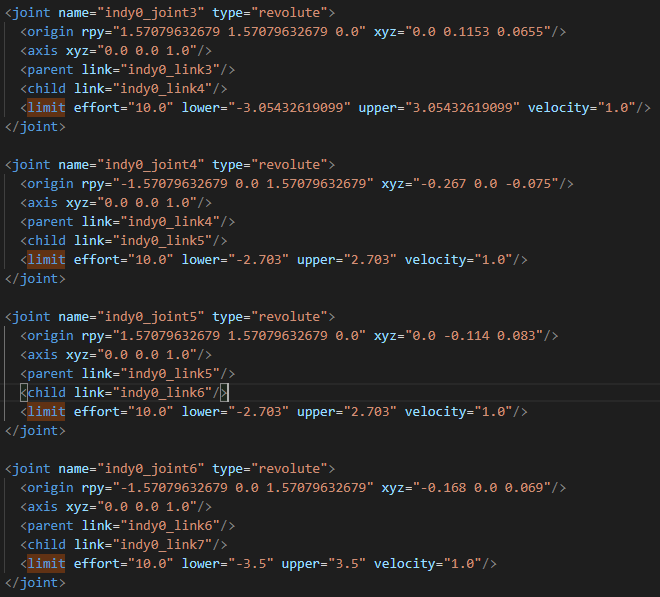 <joint name="indy0_joint3" type="revolute">
<origin rpy="1.57079632679 1.57079632679 0.0" xyz="0.0 0.1153 0.0655"/>
<axis xyz="0.0 0.0 1.0"/>
<parent link="indy0_link3"/>
<child link="indy0_link4"/>
<limit effort="10.0" lower="-3.05432619099" upper="3.05432619099" velocity="1.0"/>
</joint>
<joint name="indy0_joint4" type="revolute">
<origin rpy="-1.57079632679 0.0 1.57079632679" xyz="-0.267 0.0 -0.075"/>
<axis xyz="0.0 0.0 1.0"/>
<parent link="indy0_link4"/>
<child link="indy0_link5"/>
<limit effort="10.0" lower="-2.703" upper="2.703" velocity="1.0"/>
</joint>
<joint name="indy0_joint5" type="revolute">
<origin rpy="1.57079632679 1.57079632679 0.0" xyz="0.0 -0.114 0.083"/>
<axis xyz="0.0 0.0 1.0"/>
<parent link="indy0_link5"/>
<child link="indy0_link6"/>
<limit effort="10.0" lower="-2.703" upper="2.703" velocity="1.0"/>
</joint>
<joint name="indy0_joint6" type="revolute">
<origin rpy="-1.57079632679 0.0 1.57079632679" xyz="-0.168 0.0 0.069"/>
<axis xyz="0.0 0.0 1.0"/>
<parent link="indy0_link6"/>
<child link="indy0_link7"/>
<limit effort="10.0" lower="-3.5" upper="3.5" velocity="1.0"/>
</joint>